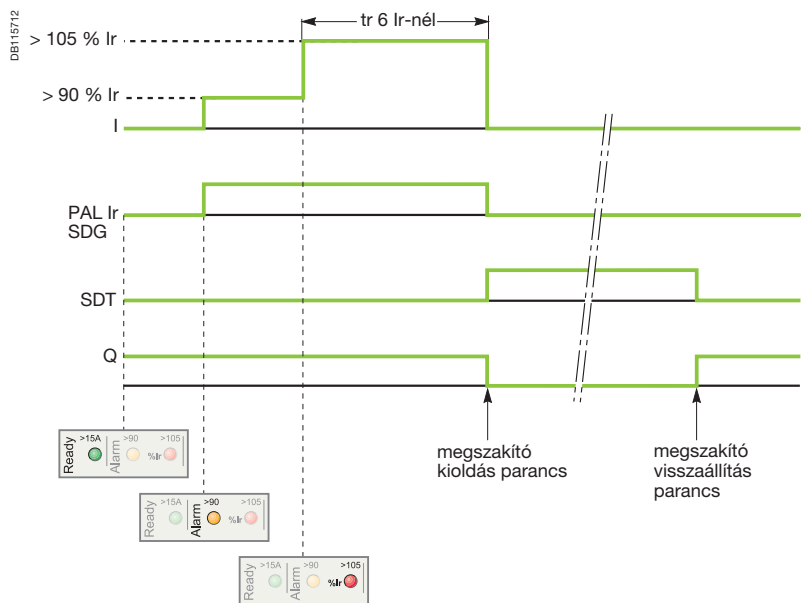 DB115712
tr 6 Ir-nél
> 105 % Ir
> 90 % Ir
I
PAL Ir
SDG
SDT
Q
megszakító
kioldás parancs
megszakító
visszaállítás
parancs
Ready >15A Alarm >90 %Ir >105
Ready >15A Alarm >90 %Ir >105
Ready >15A Alarm >90 %Ir >105